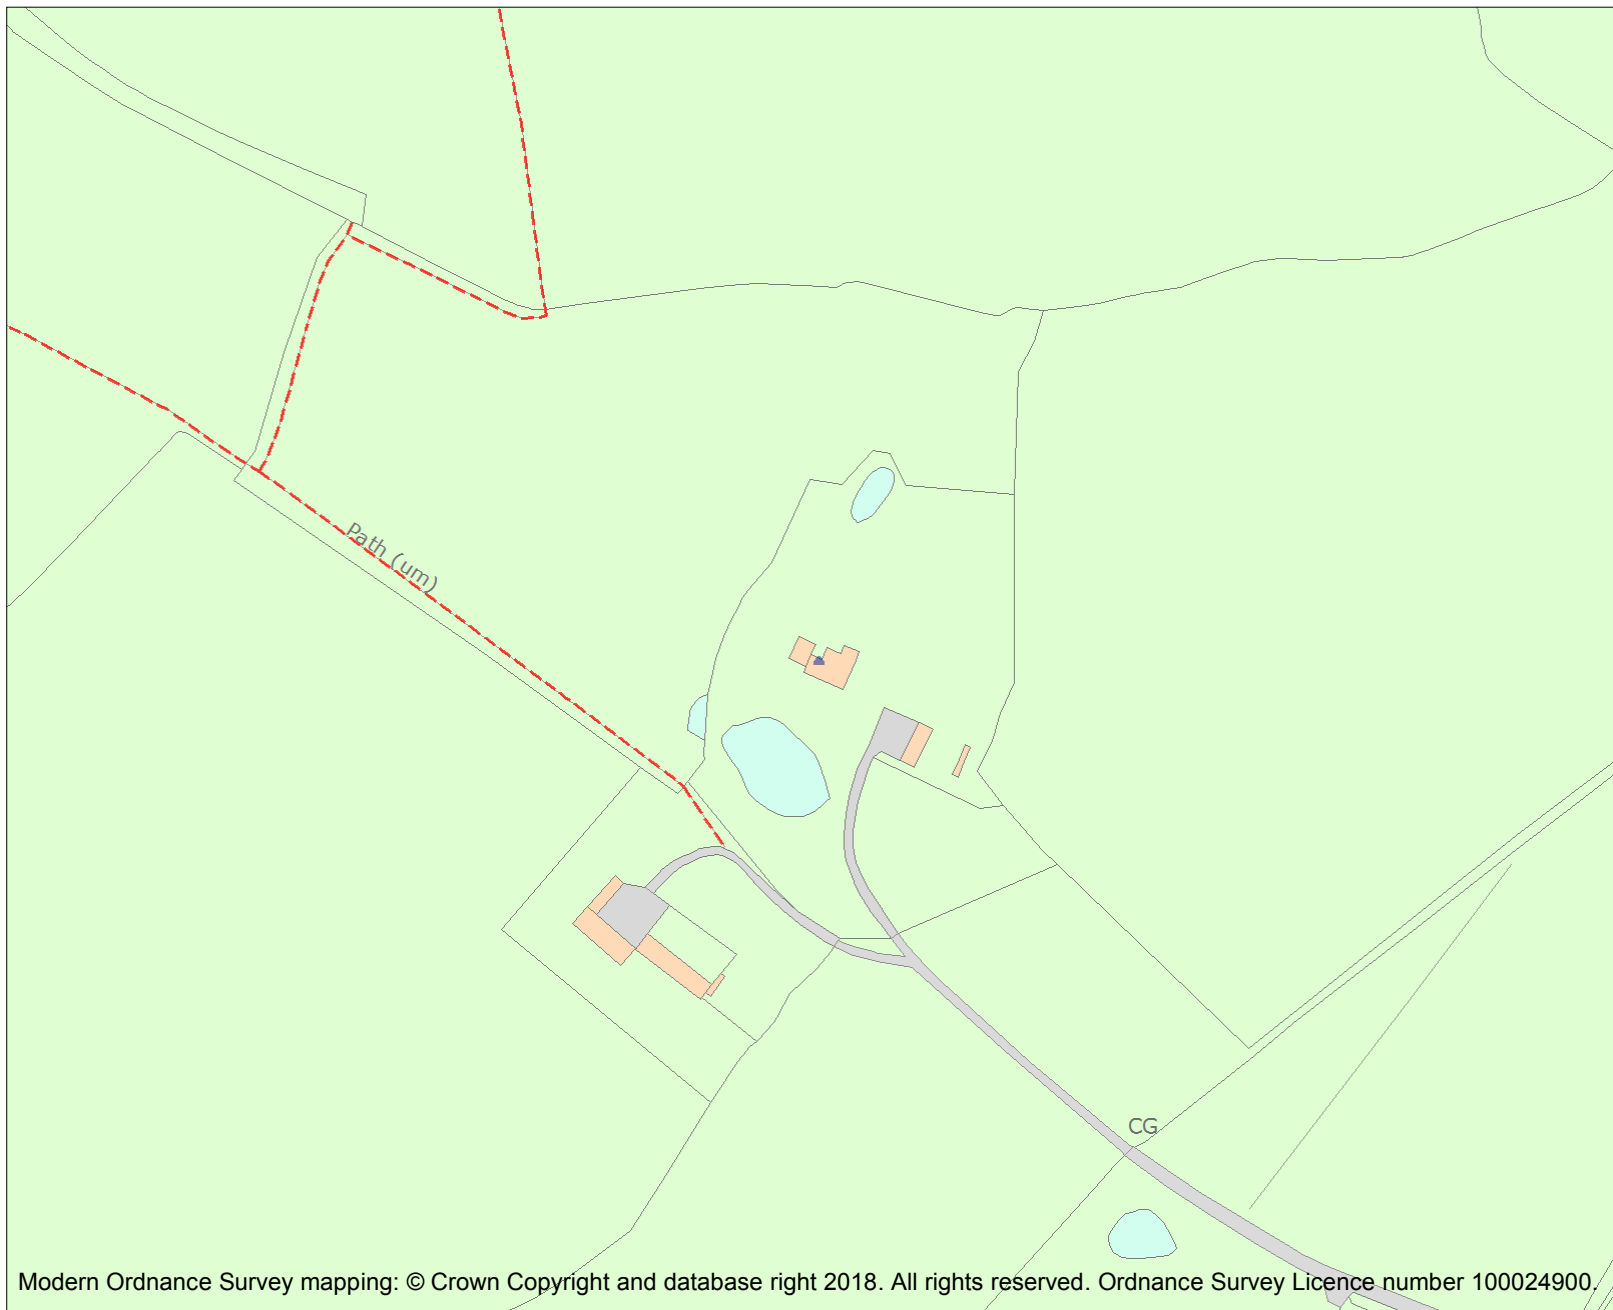 Path (um)
CG
Modern Ordnance Survey mapping: © Crown Copyright and database right 2018. All rights reserved. Ordnance Survey Licence number 100024900.